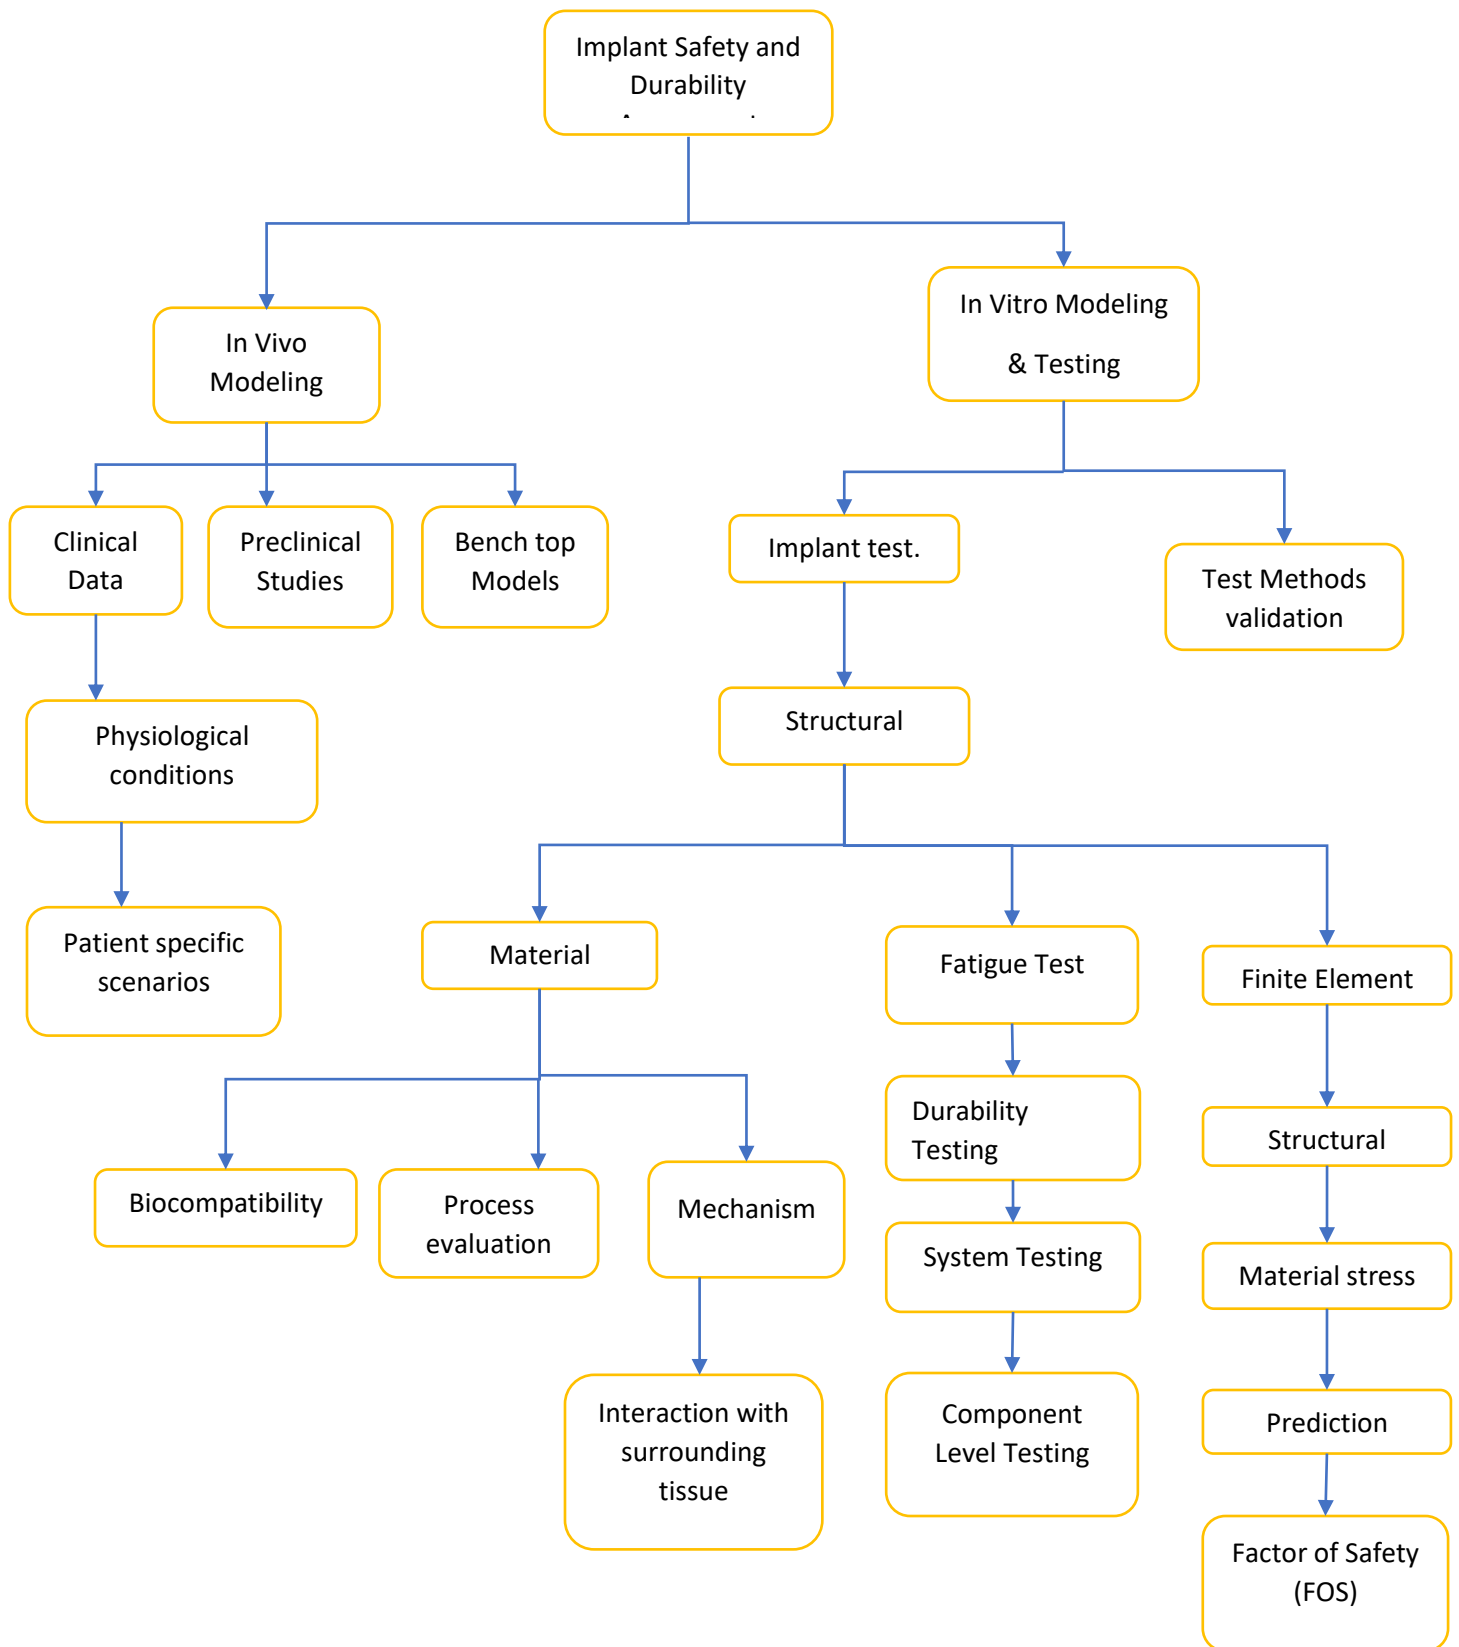 Implant Safety and
Durability
In Vivo
Modeling
In Vitro Modeling
& Testing
Clinical
Data
Preclinical
Studies
Bench top
Models
Implant test.
Test Methods
validation
Physiological
conditions
Structural
Patient specific
scenarios
Material
Fatigue Test
Finite Element
Biocompatibility
Process
evaluation
Mechanism
Durability
Testing
Structural
System Testing
Material stress
Interaction with
surrounding
tissue
Component
Level Testing
Prediction
Factor of Safety
(FOS)